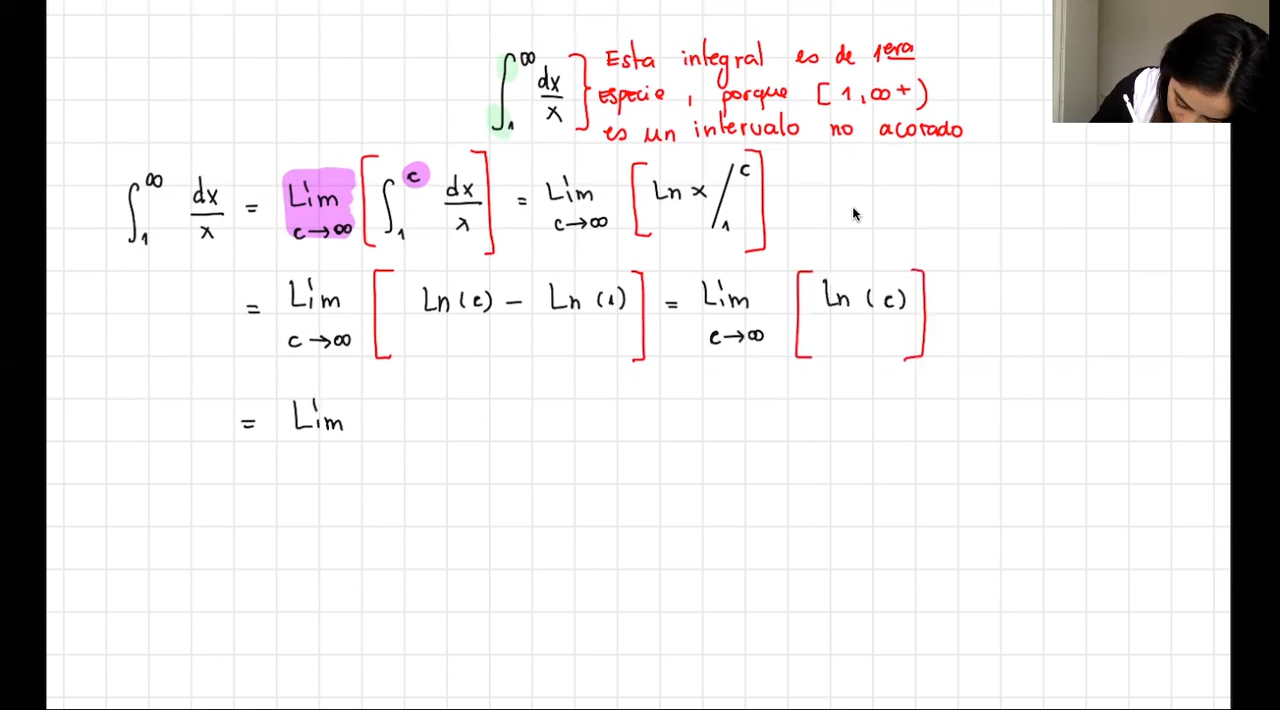 ∫₁^∞ dx/x } Esta integral es de 1era
especie, porque [1,∞+)
es un intervalo no acorado
∫₁^∞ dx/x = Lim c→∞ [∫₁^c dx/x] = Lim c→∞ [Ln x /₁^c]
= Lim c→∞ [Ln(c) - Ln(1)] = Lim c→∞ [Ln(c)]
= Lim